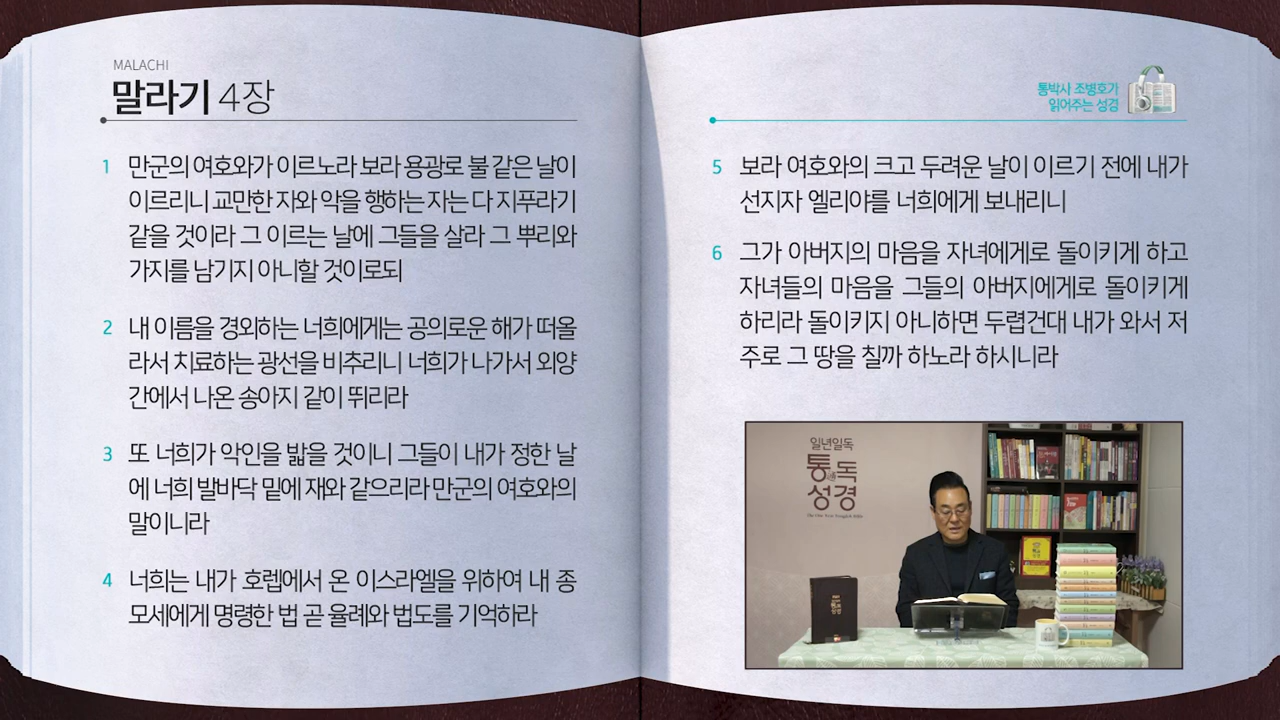 MALACHI
말라기 4장
1 만군의 여호와가 이르노라 보라 용광로 불 같은 날이
이르리니 교만한 자와 악을 행하는 자는 다 지푸라기
같을 것이라 그 이르는 날에 그들을 살라 그 뿌리와
가지를 남기지 아니할 것이로되
2 내 이름을 경외하는 너희에게는 공의로운 해가 떠올
라서 치료하는 광선을 비추리니 너희가 나가서 외양
간에서 나온 송아지 같이 뛰리라
3 또 너희가 악인을 밟을 것이니 그들이 내가 정한 날
에 너희 발바닥 밑에 재와 같으리라 만군의 여호와의
말이니라
4 너희는 내가 호렙에서 온 이스라엘을 위하여 내 종
모세에게 명령한 법 곧 율례와 법도를 기억하라
통박사 조병호가
읽어주는 성경
5 보라 여호와의 크고 두려운 날이 이르기 전에 내가
선지자 엘리야를 너희에게 보내리니
6 그가 아버지의 마음을 자녀에게로 돌이키게 하고
자녀들의 마음을 그들의 아버지에게로 돌이키게
하리라 돌이키지 아니하면 두렵건대 내가 와서 저
주로 그 땅을 칠까 하노라 하시니라
일년일독
통독
성경